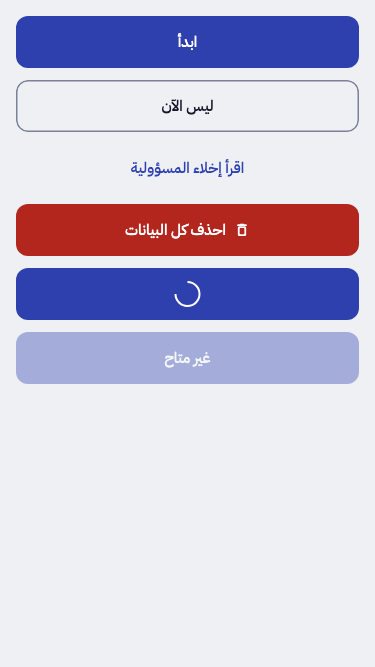 ابدأ
ليس الآن
اقرأ إخلاء المسؤولية
احذف كل البيانات
غير متاح